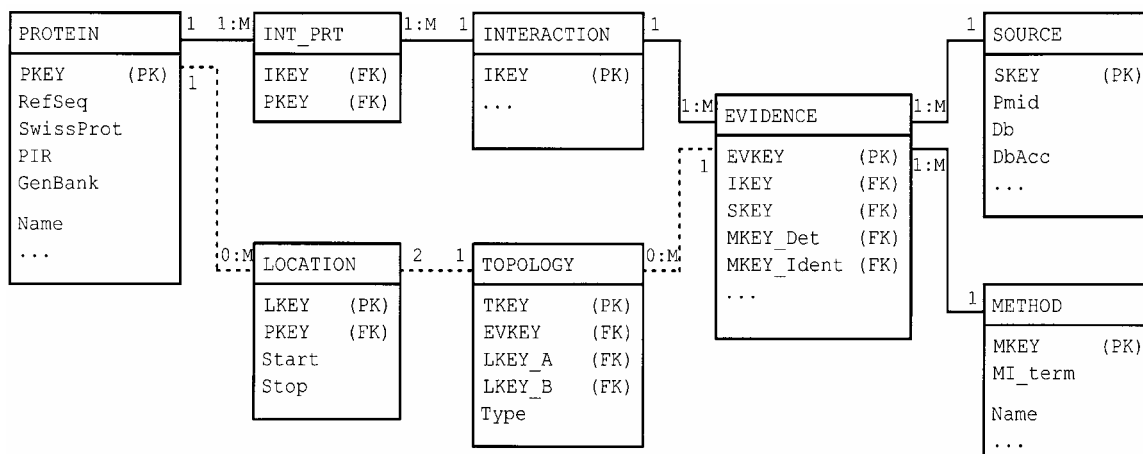 PROTEIN
PKEY (PK)
RefSeq
SwissProt
PIR
GenBank
Name
...
1 1:M
INT_PRT
IKEY (FK)
PKEY (FK)
1:M 1
INTERACTION
IKEY (PK)
...
1
1:M
EVIDENCE
EVKEY (PK)
IKEY (FK)
SKEY (FK)
MKEY_Det (FK)
MKEY_Ident (FK)
...
1
1:M
SOURCE
SKEY (PK)
Pmid
Db
DbAcc
...
1:M
1
METHOD
MKEY (PK)
MI_term
Name
...
1
0:M
LOCATION
LKEY (PK)
PKEY (FK)
Start
Stop
2 1
TOPOLOGY
TKEY (PK)
EVKEY (FK)
LKEY_A (FK)
LKEY_B (FK)
Type
0:M
1